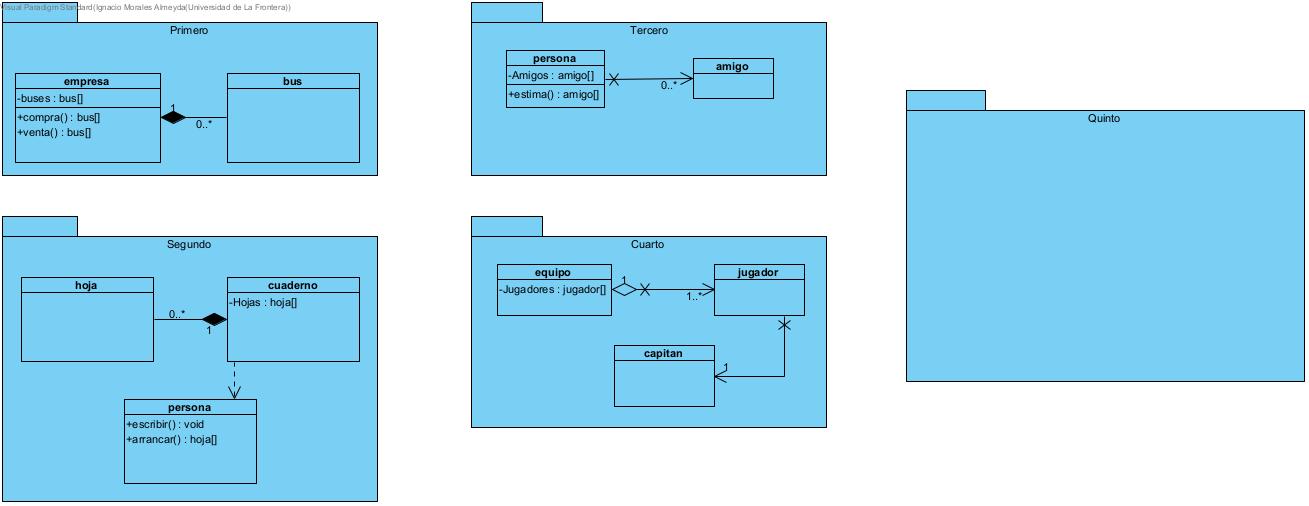 Visual Paradigm Standard(Ignacio Morales Almeyda(Universidad de La Frontera))
Primero
empresa
-buses : bus[]
+compra() : bus[]
+venta() : bus[]
1
0..*
bus
Segundo
hoja
0..*
1
cuaderno
-Hojas : hoja[]
persona
+escribir() : void
+arrancar() : hoja[]
Tercero
persona
-Amigos : amigo[]
+estima() : amigo[]
0..*
amigo
Cuarto
equipo
-Jugadores : jugador[]
1
1..*
jugador
capitan
1
Quinto